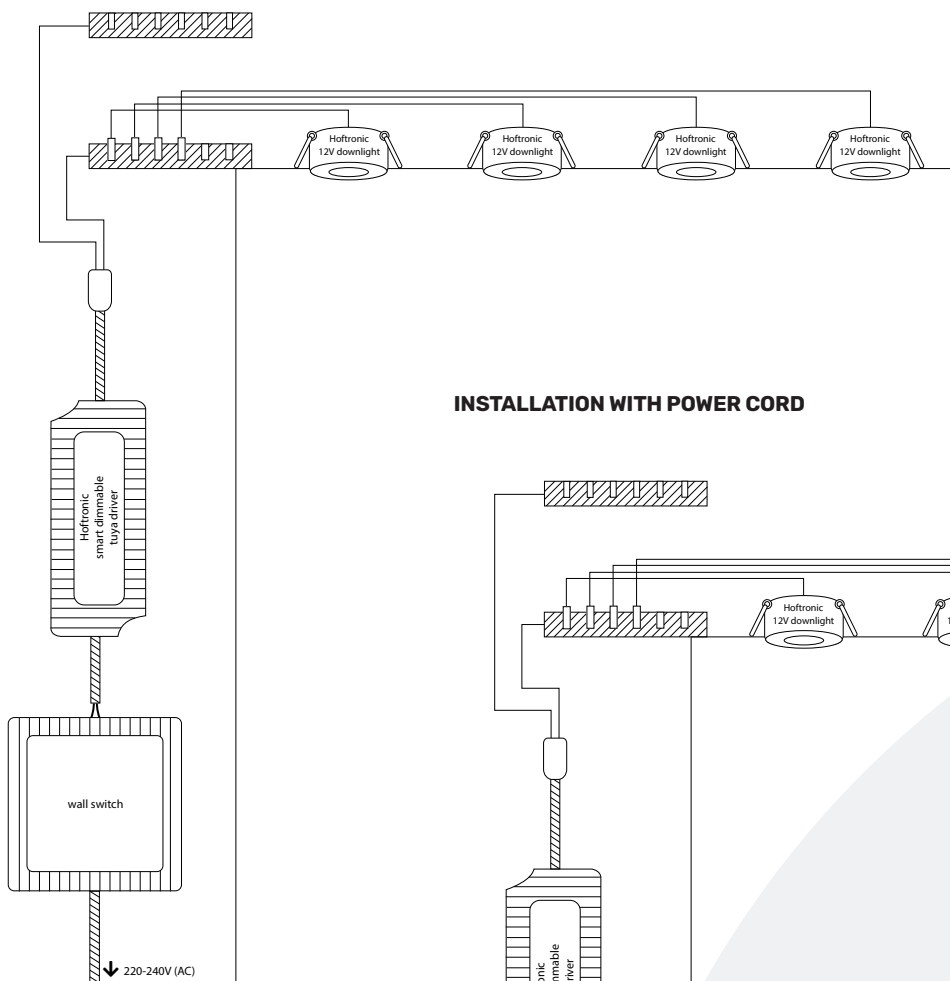 Hoftronic
12V downlight
Hoftronic
12V downlight
Hoftronic
12V downlight
Hoftronic
12V downlight
Hoftronic
smart dimmable
tuya driver
wall switch
220-240V (AC)
INSTALLATION WITH POWER CORD
Hoftronic
12V downlight